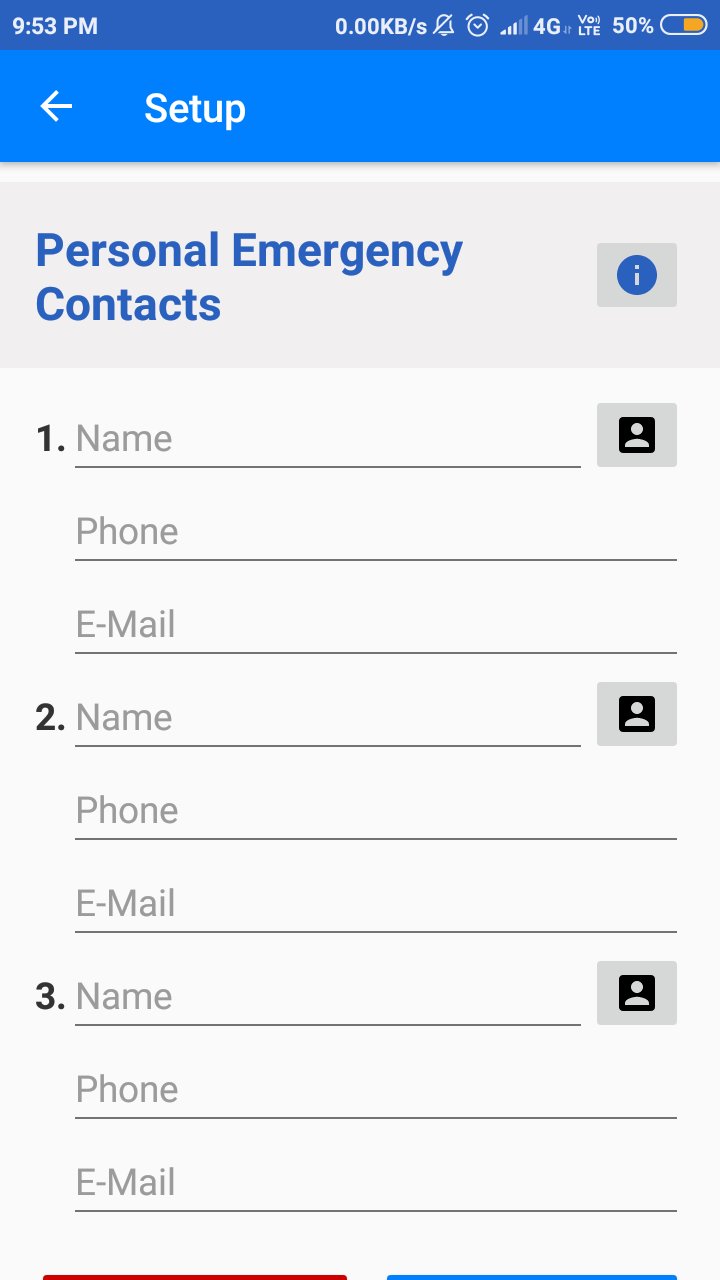 9:53 PM 0.00KB/s 4G Vo) LTE 50%
Setup
Personal Emergency
Contacts
1. Name
Phone
E-Mail
2. Name
Phone
E-Mail
3. Name
Phone
E-Mail